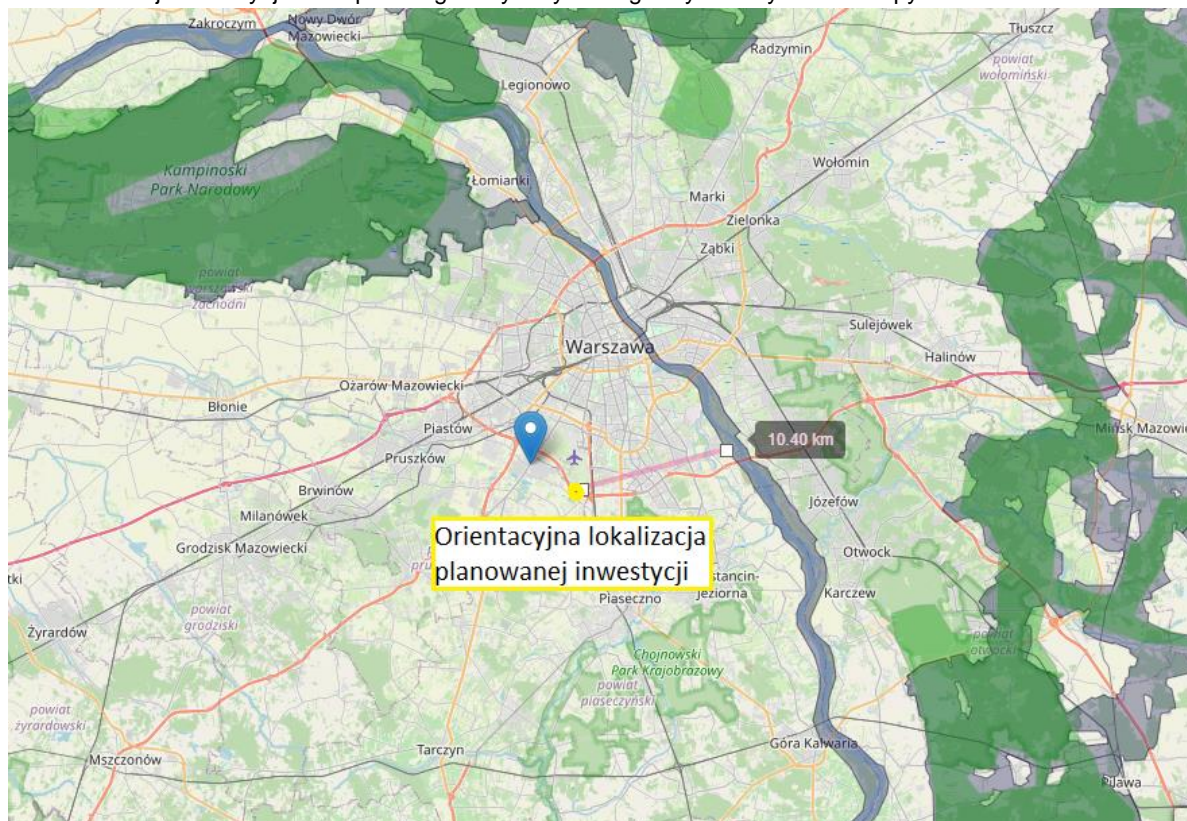 Zakroczym
Nowy Dwór
Mazowiecki
Tłuszcz
Radzymin
powiat
wołomiński
Legionowo
Kampinoski
Park Narodowy
Łomianki
Wołomin
Marki
Zielonka
Ząbki
powiat
zachodni
Sulejówek
Warszawa
Halinów
Ożarów Mazowiecki
Błonie
Piastów
10.40 km
Mińsk Mazowi
Pruszków
Brwinów
Józefów
Milanówek
Orientacyjna lokalizacja
planowanej inwestycji
Grodzisk Mazowiecki
Otwock
stancin-
Jeziorna
Karczew
Piaseczno
powiat
grodziski
Żyrardów
powiat
otwocki
Chojnowski
Park Krajobrazowy
powiat
piaseczyński
powiat
żyrardowski
Tarczyn
Góra Kalwaria
Mszczonów
Pilawa